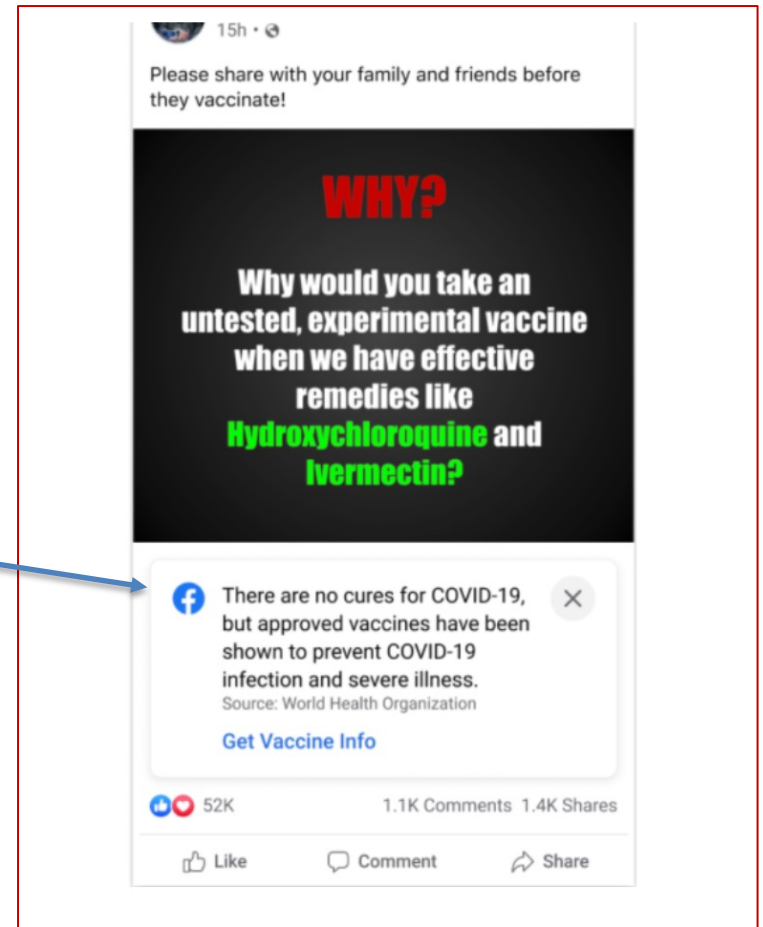 15h ·
Please share with your family and friends before
they vaccinate!
WHY?
Why would you take an
untested, experimental vaccine
when we have effective
remedies like
Hydroxychloroquine and
Ivermectin?
There are no cures for COVID-19,
but approved vaccines have been
shown to prevent COVID-19
infection and severe illness.
Source: World Health Organization
Get Vaccine Info
52K 1.1K Comments 1.4K Shares
Like Comment Share